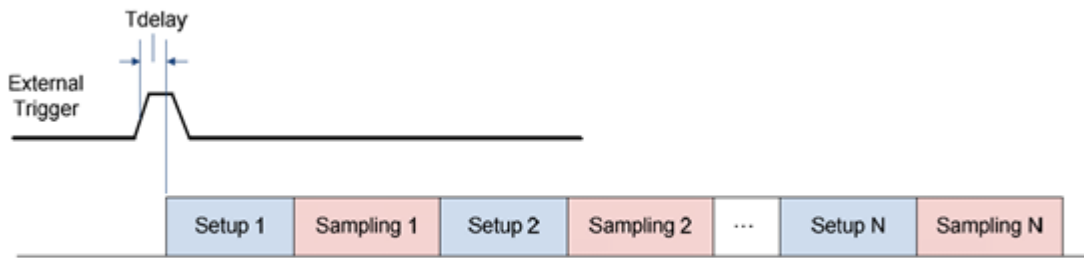 Tdelay
External
Trigger
Setup 1 Sampling 1 Setup 2 Sampling 2 ... Setup N Sampling N